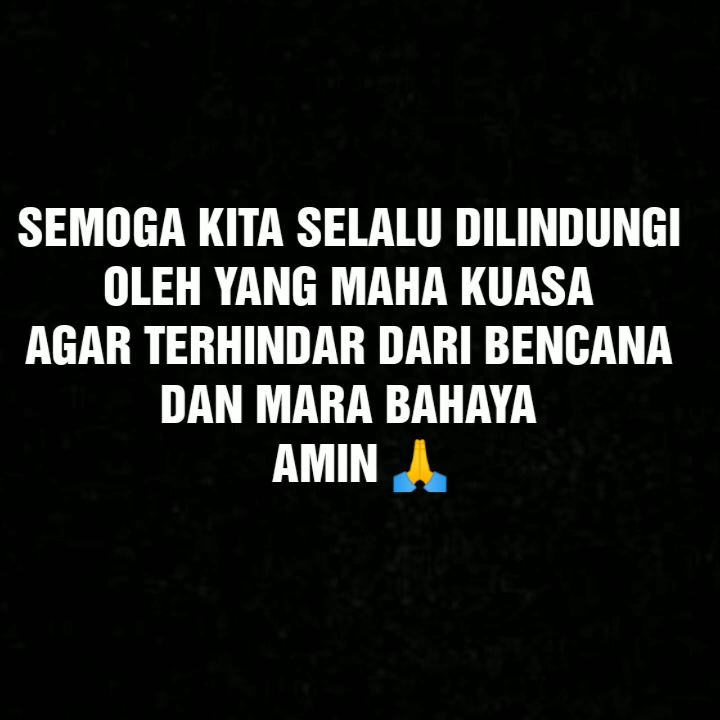 SEMOGA KITA SELALU DILINDUNGI
OLEH YANG MAHA KUASA
AGAR TERHINDAR DARI BENCANA
DAN MARA BAHAYA
AMIN 🙏